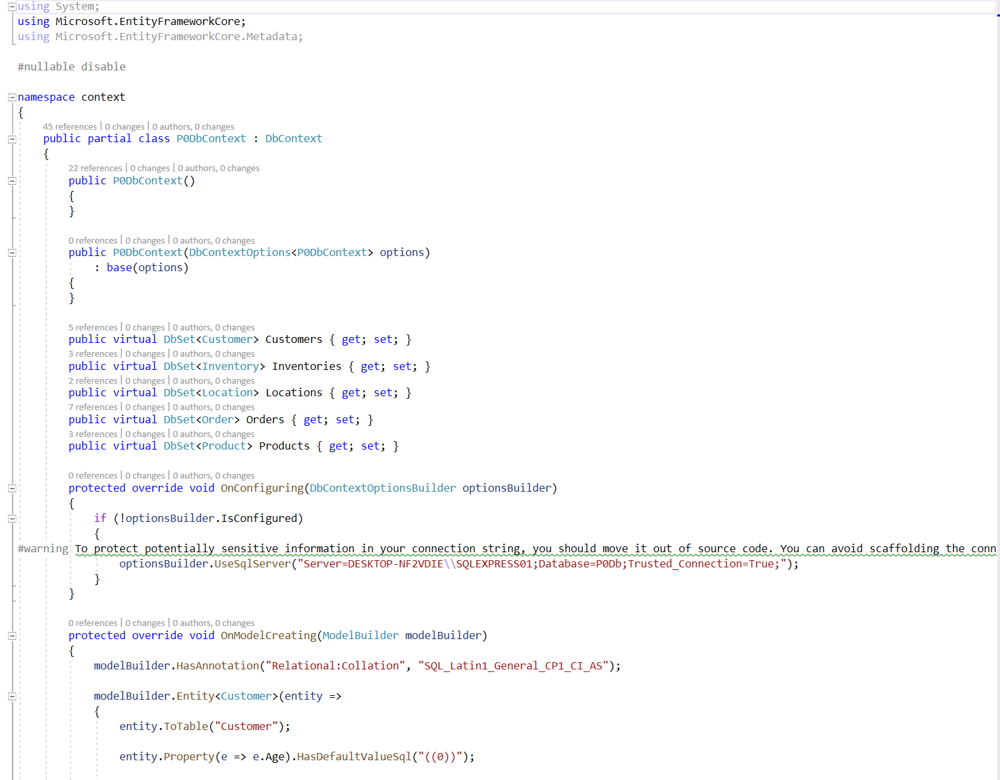 using System;
using Microsoft.EntityFrameworkCore;
using Microsoft.EntityFrameworkCore.Metadata;
#nullable disable
namespace context
{
45 references | 0 changes | 0 authors, 0 changes
public partial class P0DbContext : DbContext
{
22 references | 0 changes | 0 authors, 0 changes
public P0DbContext()
{
}
0 references | 0 changes | 0 authors, 0 changes
public P0DbContext(DbContextOptions<P0DbContext> options)
: base(options)
{
}
5 references | 0 changes | 0 authors, 0 changes
public virtual DbSet<Customer> Customers { get; set; }
3 references | 0 changes | 0 authors, 0 changes
public virtual DbSet<Inventory> Inventories { get; set; }
2 references | 0 changes | 0 authors, 0 changes
public virtual DbSet<Location> Locations { get; set; }
7 references | 0 changes | 0 authors, 0 changes
public virtual DbSet<Order> Orders { get; set; }
3 references | 0 changes | 0 authors, 0 changes
public virtual DbSet<Product> Products { get; set; }
0 references | 0 changes | 0 authors, 0 changes
protected override void OnConfiguring(DbContextOptionsBuilder optionsBuilder)
{
if (!optionsBuilder.IsConfigured)
{
#warning To protect potentially sensitive information in your connection string, you should move it out of source code. You can avoid scaffolding the conn
optionsBuilder.UseSqlServer("Server=DESKTOP-NF2VDIE\\SQLEXPRESS01;Database=P0Db;Trusted_Connection=True;");
}
}
0 references | 0 changes | 0 authors, 0 changes
protected override void OnModelCreating(ModelBuilder modelBuilder)
{
modelBuilder.HasAnnotation("Relational:Collation", "SQL_Latin1_General_CP1_CI_AS");
modelBuilder.Entity<Customer>(entity =>
{
entity.ToTable("Customer");
entity.Property(e => e.Age).HasDefaultValueSql("((0))");